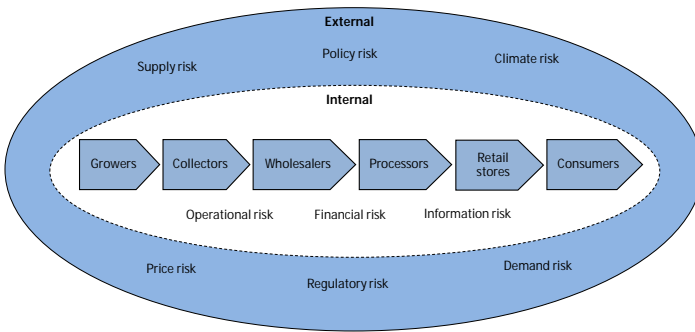 External
Supply risk
Policy risk
Climate risk
Internal
Growers
Collectors
Wholesalers
Processors
Retail
stores
Consumers
Operational risk
Financial risk
Information risk
Price risk
Regulatory risk
Demand risk